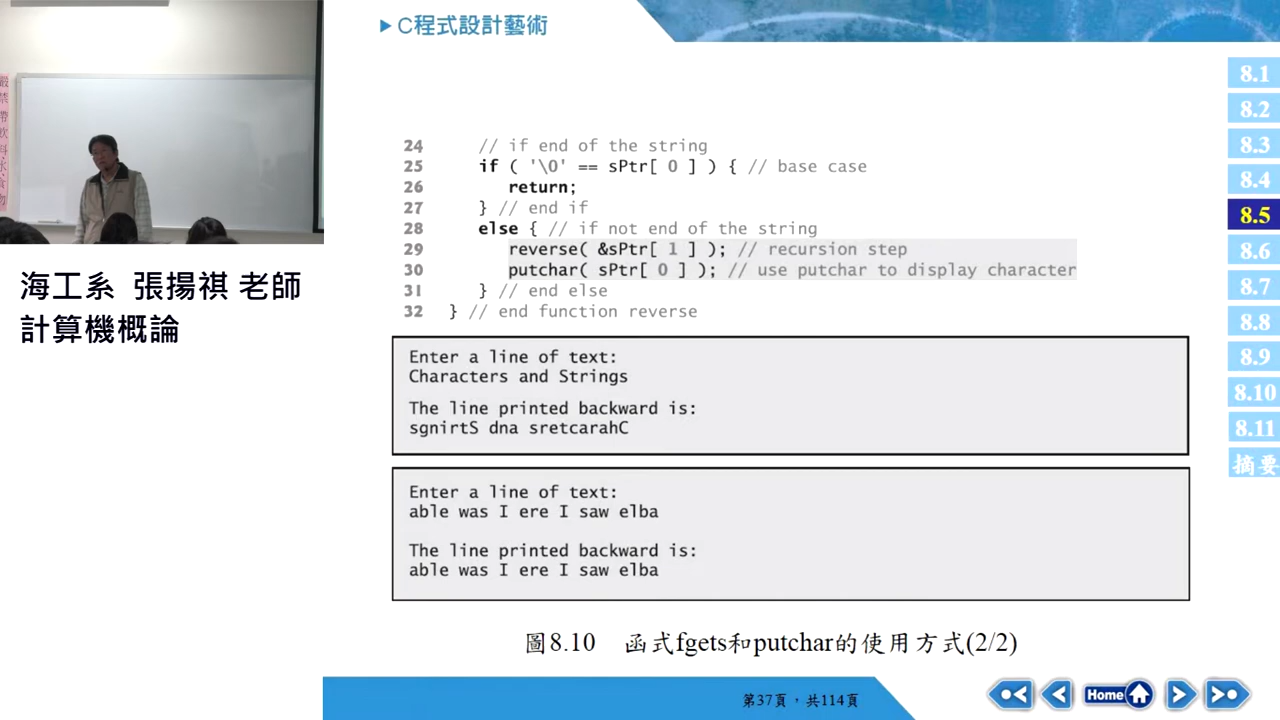 C程式設計藝術
嚴禁帶飲料
海工系 張揚祺 老師
計算機概論
24 // if end of the string
25 if ( '\0' == sPtr[ 0 ] ) { // base case
26 return;
27 } // end if
28 else { // if not end of the string
29 reverse( &sPtr[ 1 ] ); // recursion step
30 putchar( sPtr[ 0 ] ); // use putchar to display character
31 } // end else
32 } // end function reverse
Enter a line of text:
Characters and Strings
The line printed backward is:
sgnirtS dna sretcarahC
Enter a line of text:
able was I ere I saw elba
The line printed backward is:
able was I ere I saw elba
圖8.10 函式fgets和putchar的使用方式(2/2)
8.1
8.2
8.3
8.4
8.5
8.6
8.7
8.8
8.9
8.10
8.11
摘要
第37頁，共114頁
Home